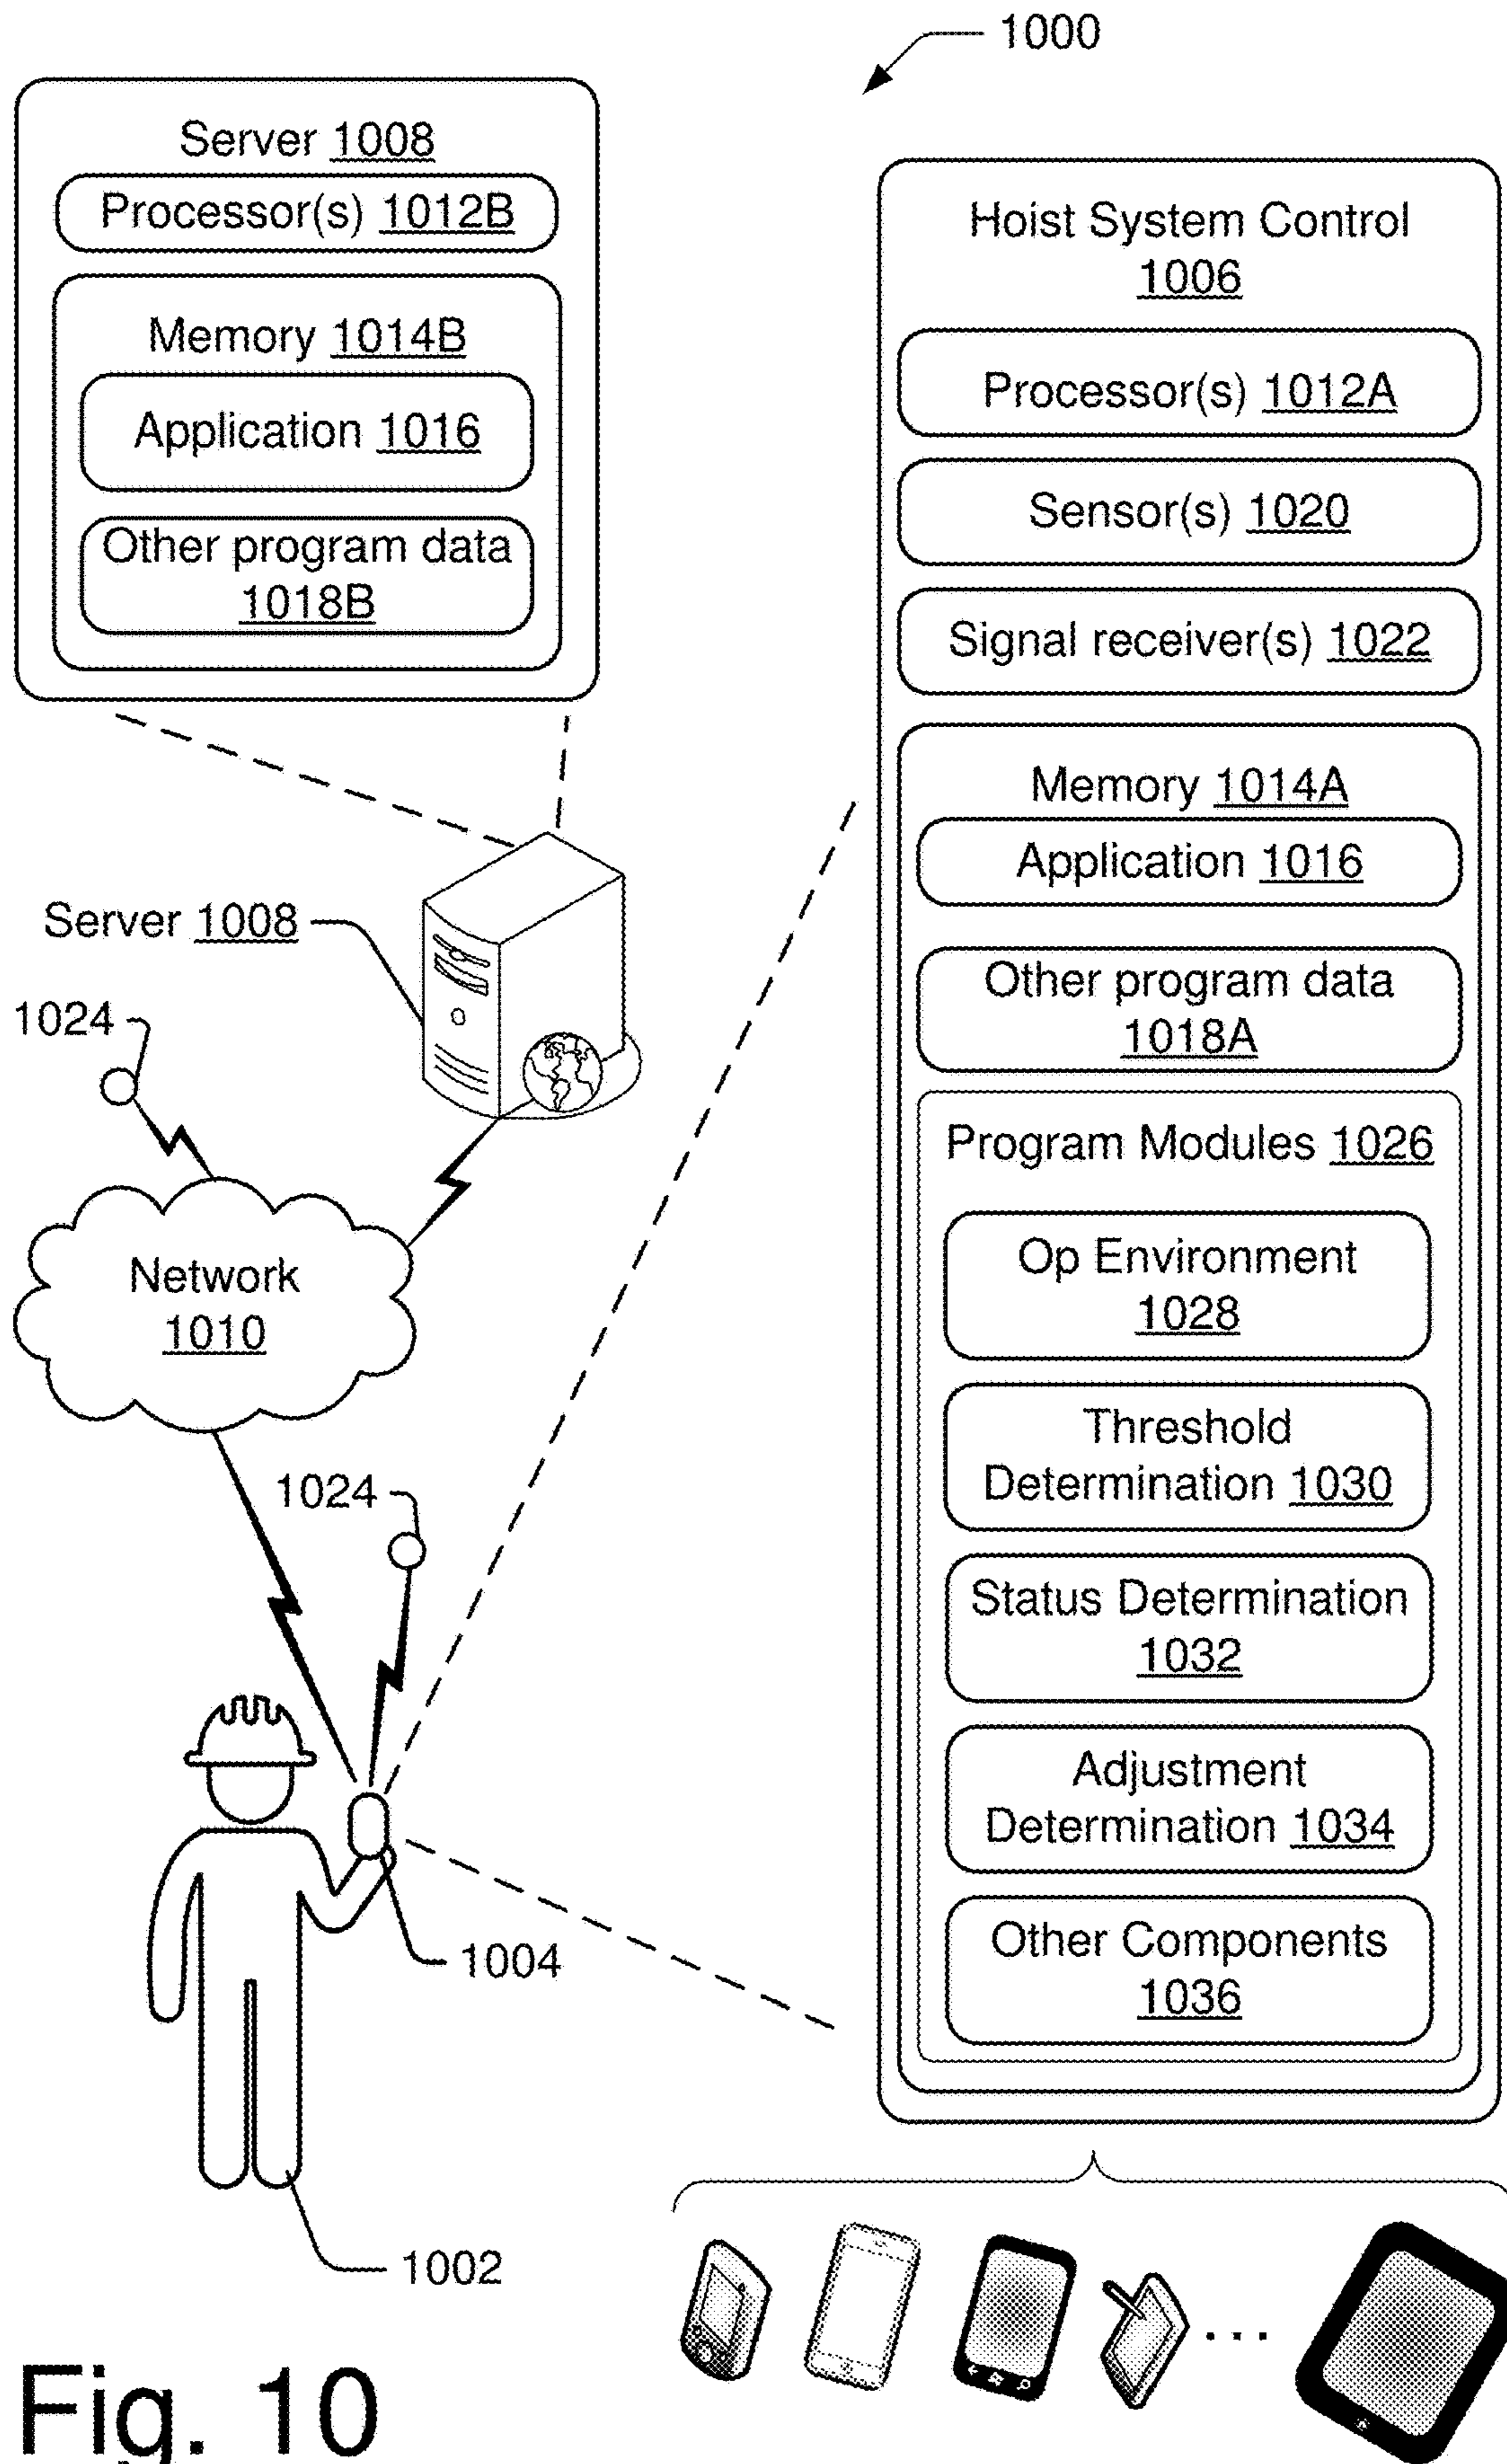 1000
Server 1008
Processor(s) 1012B
Memory 1014B
Application 1016
Other program data
1018B
Hoist System Control
1006
Processor(s) 1012A
Sensor(s) 1020
Signal receiver(s) 1022
Memory 1014A
Application 1016
Other program data
1018A
Program Modules 1026
Op Environment
1028
Threshold
Determination 1030
Status Determination
1032
Adjustment
Determination 1034
Other Components
1036
Server 1008
1024
Network
1010
1024
1004
1002
...
Fig. 10